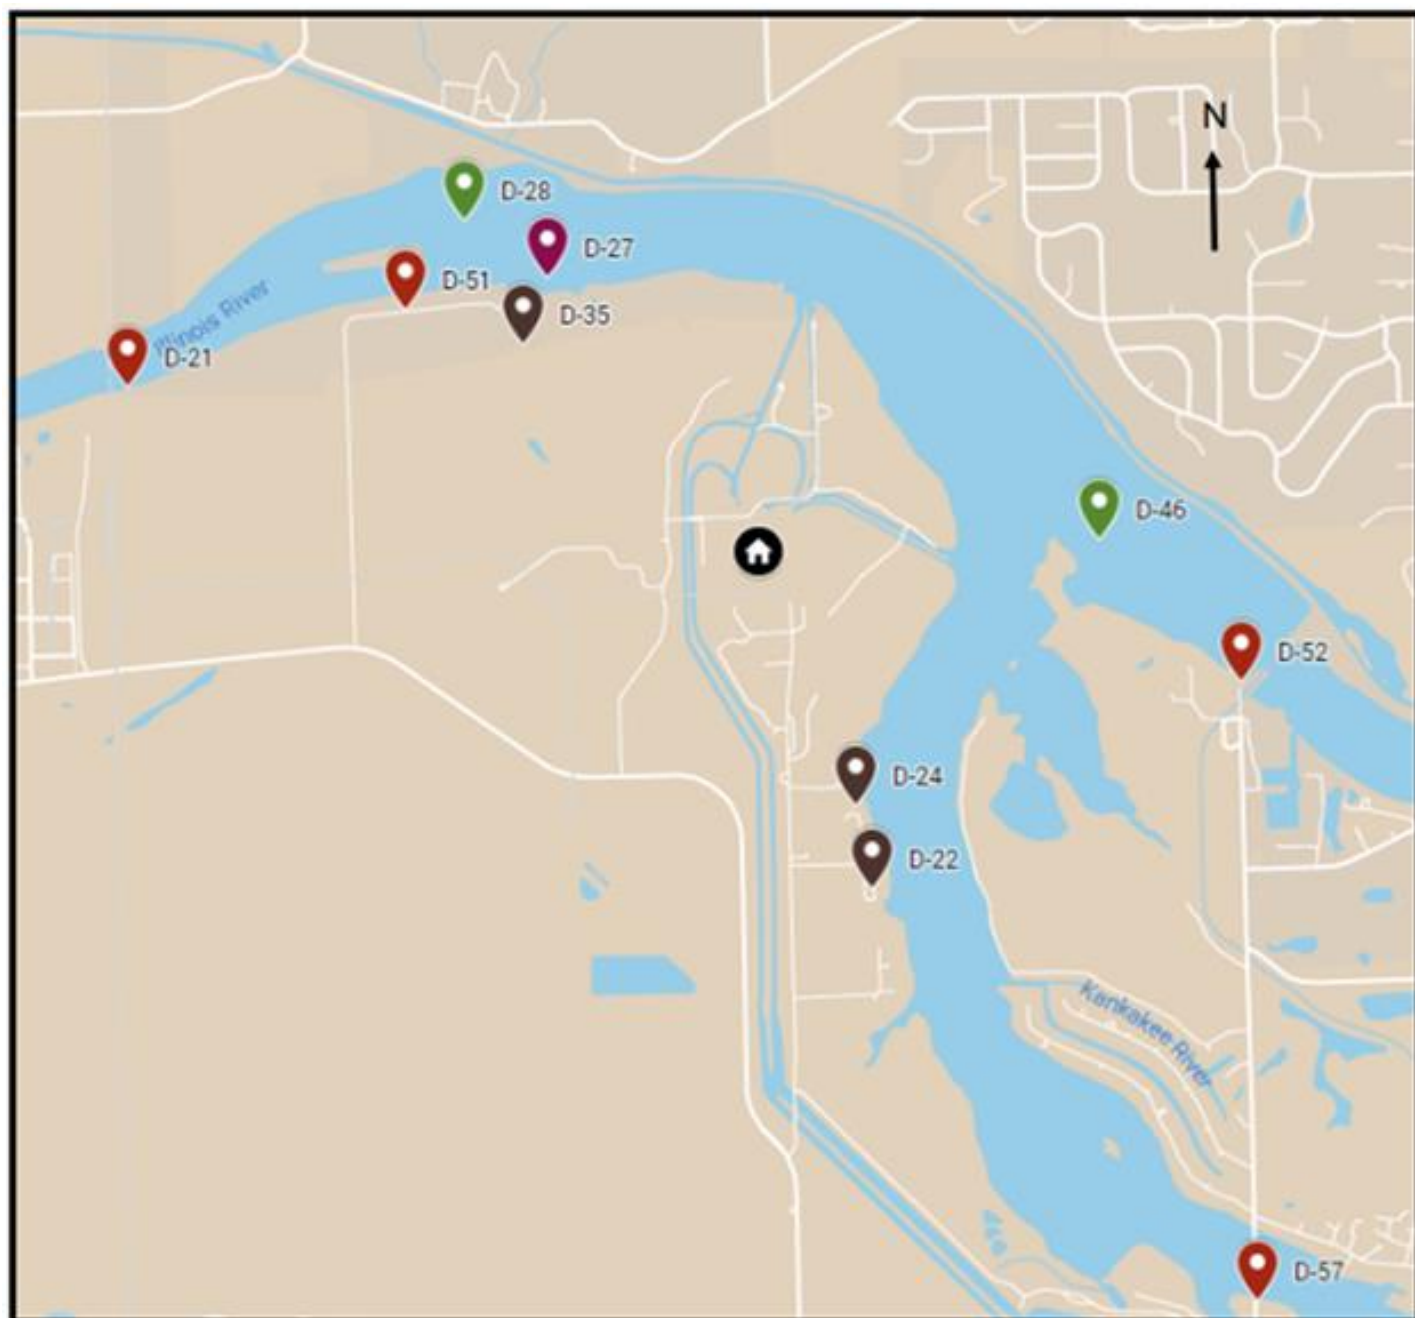 N
D-28
D-27
D-51
D-35
Illinois River
D-21
D-46
D-52
D-24
D-22
Kankakee River
D-57